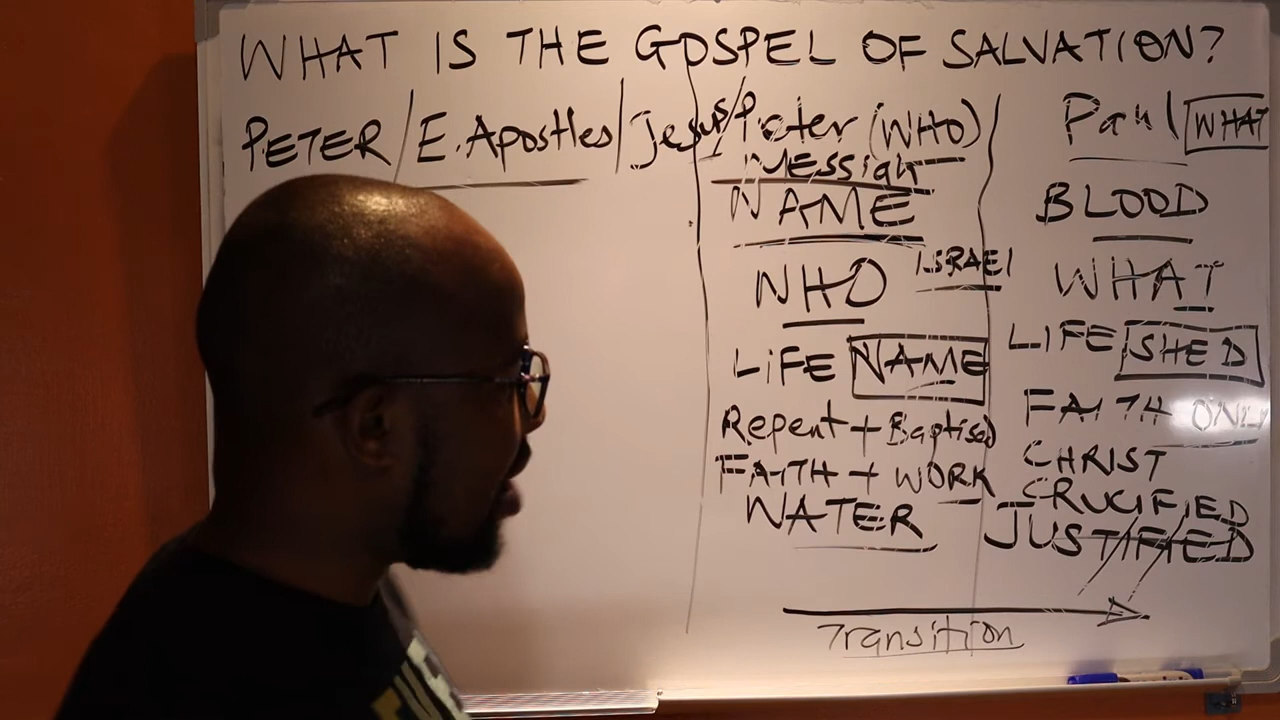 WHAT IS THE GOSPEL OF SALVATION?
PETER/E.Apostles/Jesus/Peter (WHO)
Messiah
NAME
WHO
ISRAEL
LIFE NAME
Repent + Baptised
FAITH + WORK
WATER
Paul WHAT
BLOOD
WHAT
LIFE SHED
FAITH ONLY
CHRIST
CRUCIFIED
JUSTIFIED
Transition